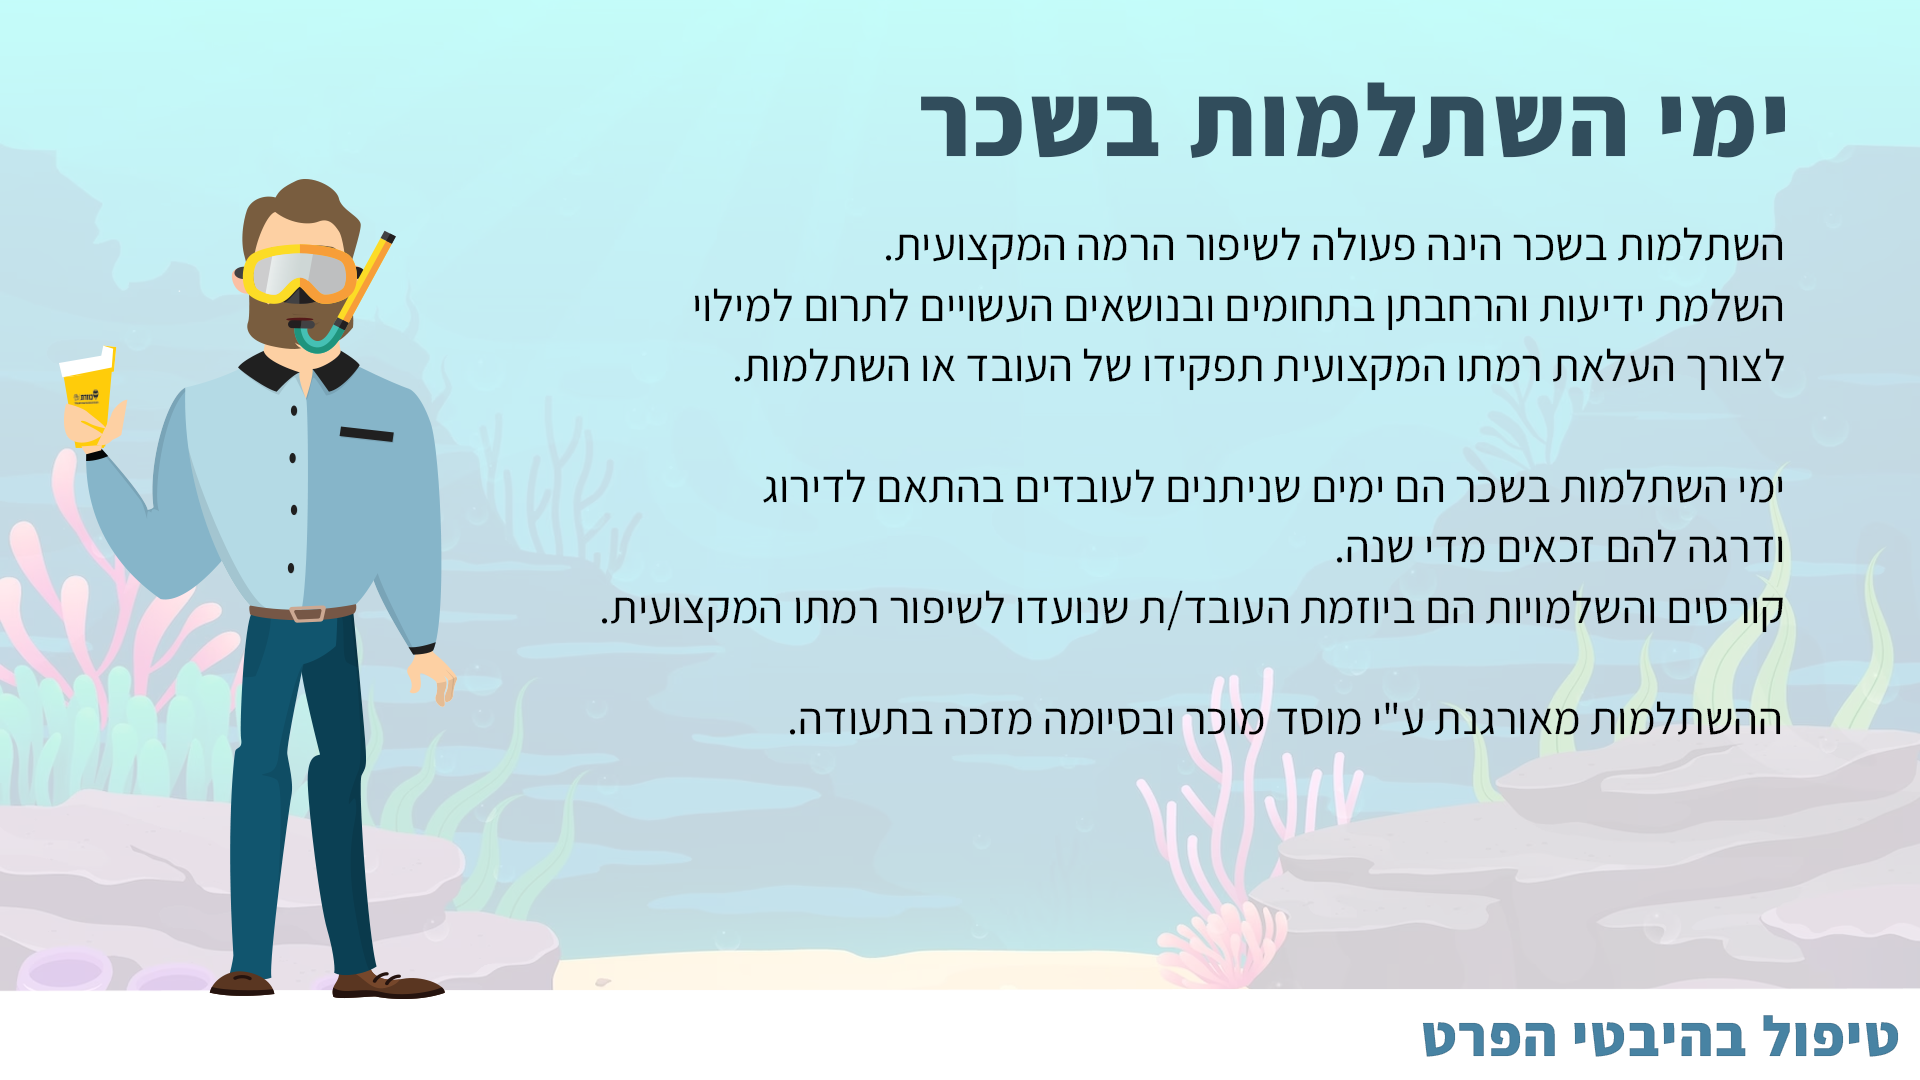 ימי השתלמות בשכר
השתלמות בשכר הינה פעולה לשיפור הרמה המקצועית.
השלמת ידיעות והרחבתן בתחומים ובנושאים העשויים לתרום למילוי
לצורך העלאת רמתו המקצועית תפקידו של העובד או השתלמות.
ימי השתלמות בשכר הם ימים שניתנים לעובדים בהתאם לדירוג
ודרגה להם זכאים מדי שנה.
קורסים והשלמויות הם ביוזמת העובד/ת שנועדו לשיפור רמתו המקצועית.
ההשתלמות מאורגנת ע"י מוסד מוכר ובסיומה מזכה בתעודה.
טיפול בהיבטי הפרט